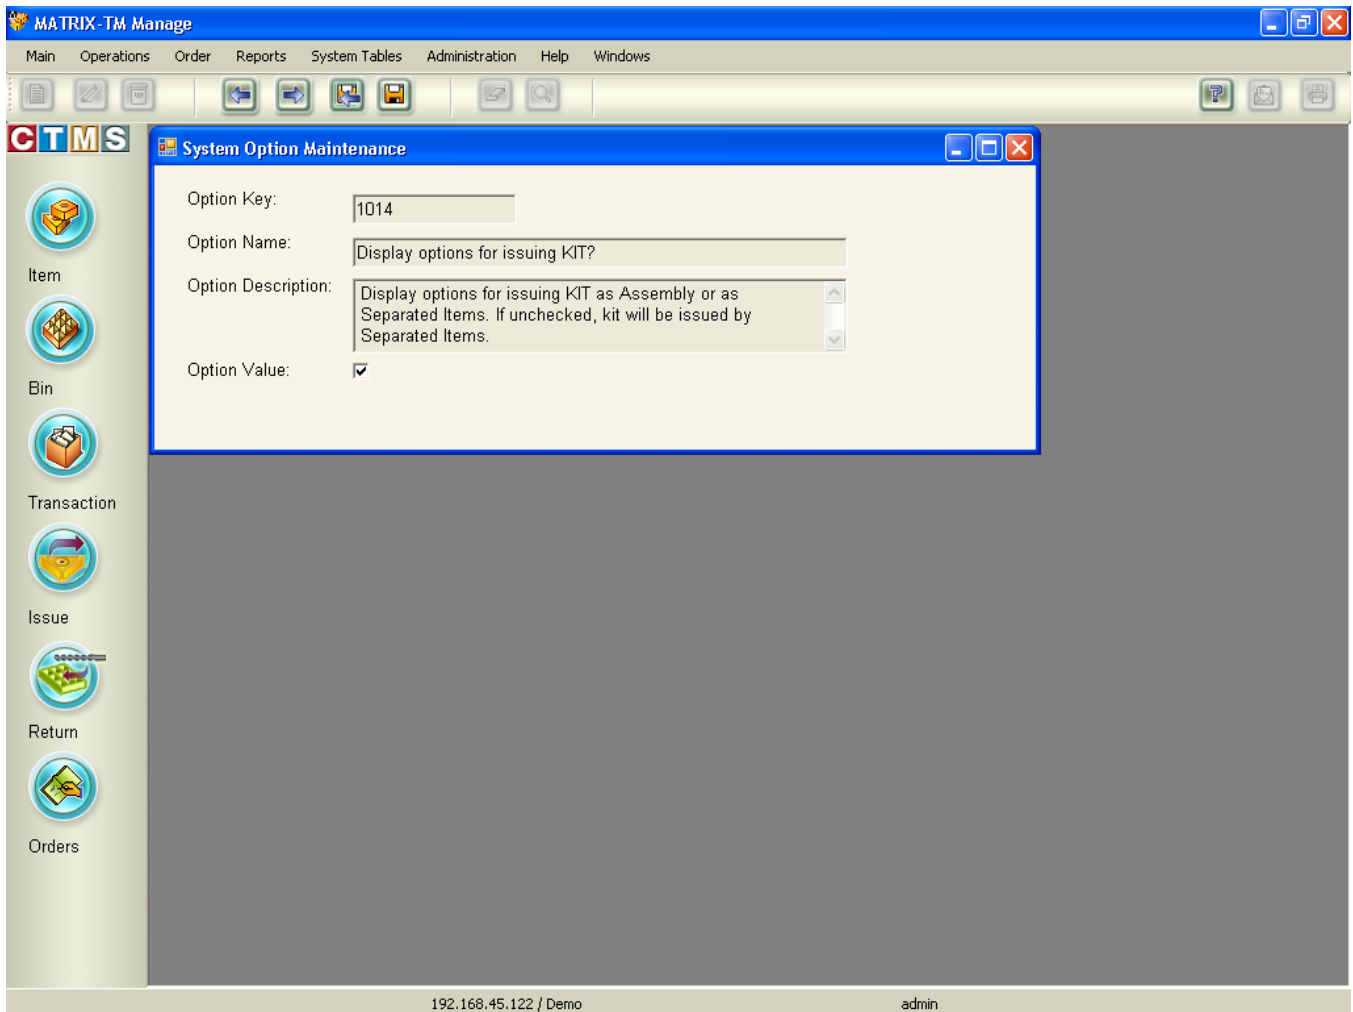 MATRIX-TM Manage
Main Operations Order Reports System Tables Administration Help Windows
CTMS
System Option Maintenance
Option Key: 1014
Option Name: Display options for issuing KIT?
Option Description: Display options for issuing KIT as Assembly or as
Separated Items. If unchecked, kit will be issued by
Separated Items.
Option Value:
Item
Bin
Transaction
Issue
Return
Orders
192.168.45.122 / Demo admin